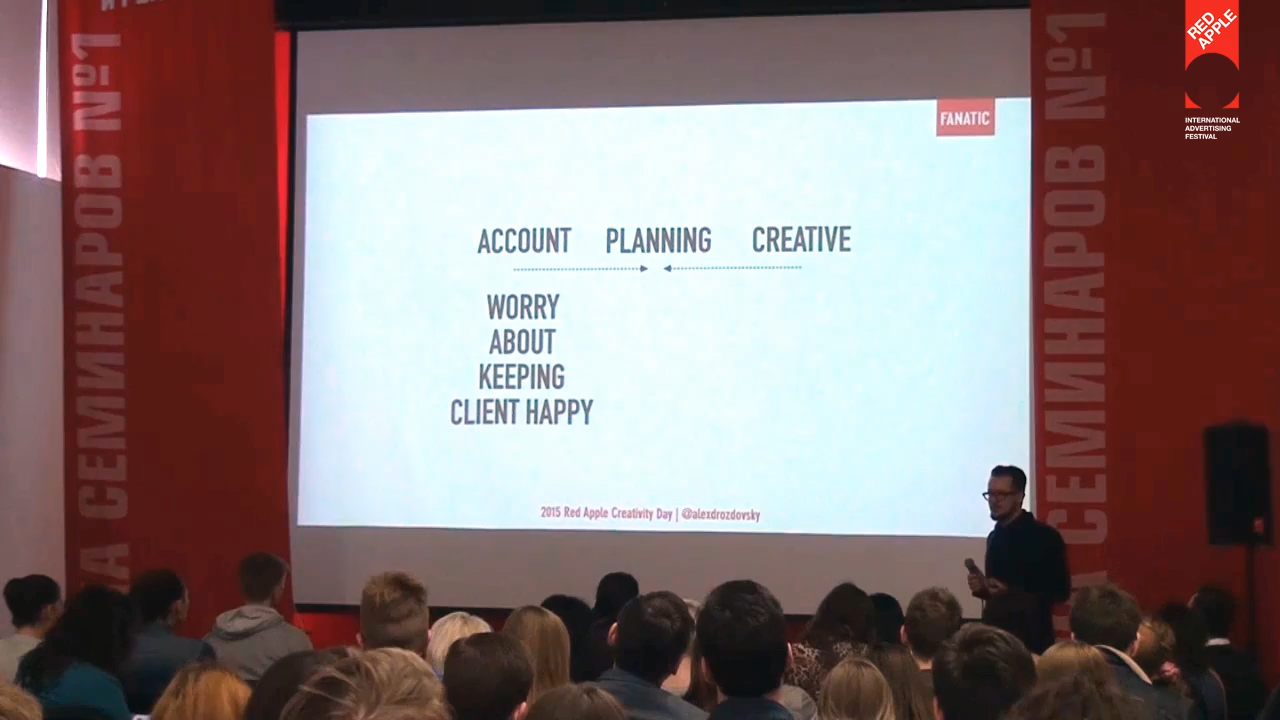 СЕМИНАРОВ №1
FANATIC
ACCOUNT PLANNING CREATIVE
WORRY
ABOUT
KEEPING
CLIENT HAPPY
2015 Red Apple Creativity Day | @alexdrozdovsky
НА СЕМИНАРОВ №1
RED
APPLE
INTERNATIONAL
ADVERTISING
FESTIVAL